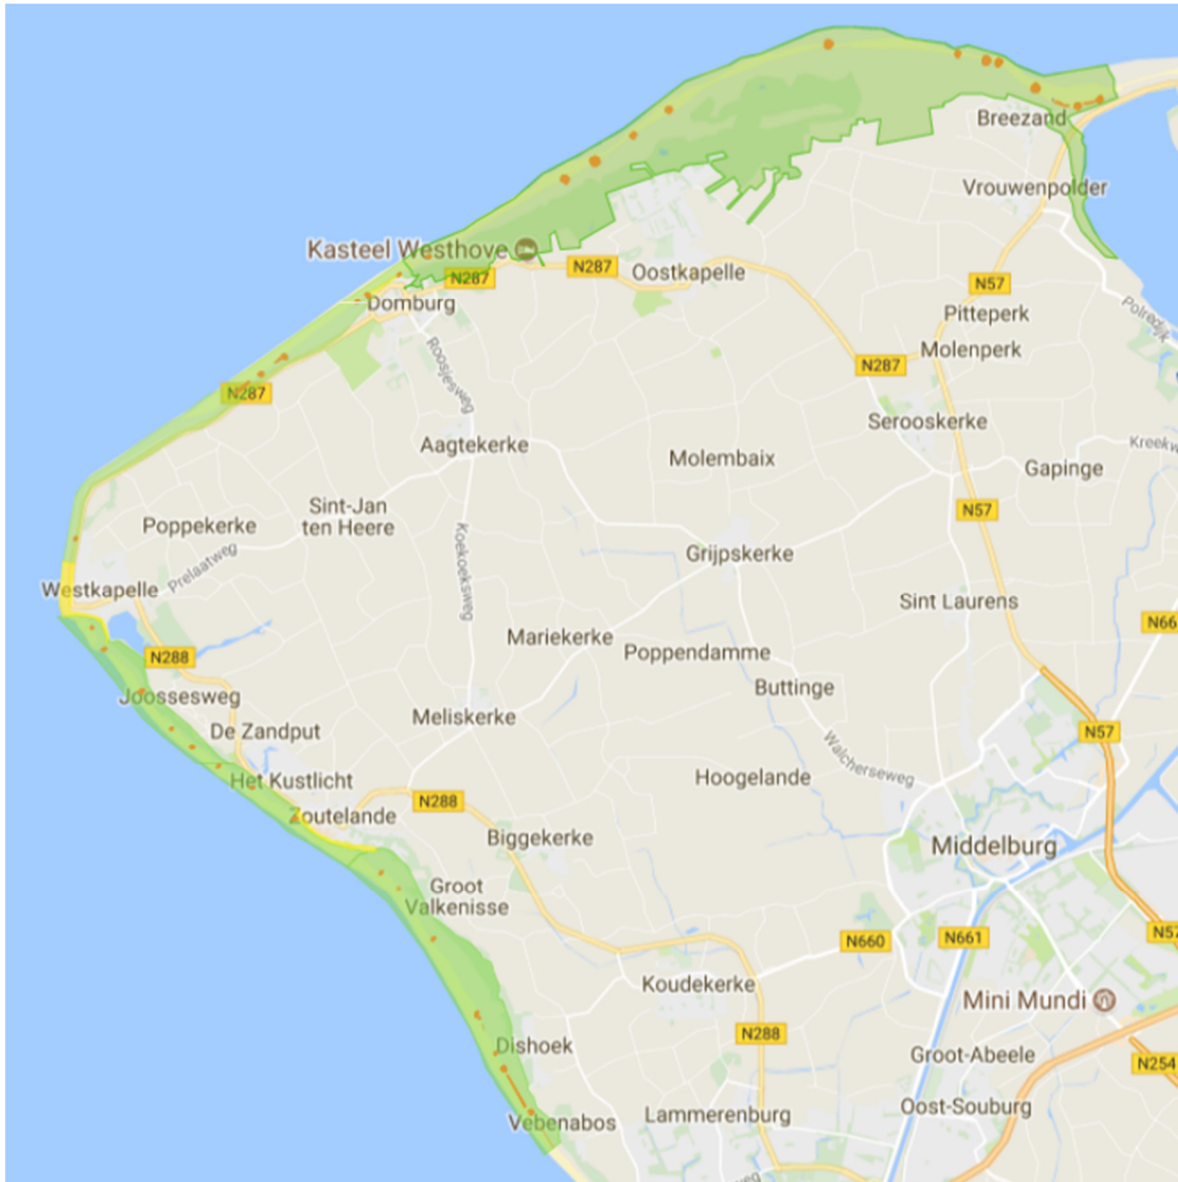 Breezand
Vrouwenpolder
Kasteel Westhove
N287
N287
Oostkapelle
N57
Domburg
Polredijk
Pitteperk
Molenperk
Roosjesweg
N287
N287
Serooskerke
Aagtekerke
Molembaix
Gapinge
Kreekw
Sint-Jan
ten Heere
N57
Poppekerke
Koekoeksweg
Prelaatweg
Grijpskerke
Westkapelle
Sint Laurens
N66
Mariekerke
Poppendamme
N288
Buttinge
Joossesweg
Meliskerke
De Zandput
N57
Walcherseweg
Het Kustlicht
Hoogelande
N288
Zoutelande
Biggekerke
Middelburg
Groot
Valkenisse
N57
N660
N661
Koudekerke
Mini Mundi
N288
Dishoek
Groot-Abeele
N254
Oost-Souburg
Lammerenburg
Vebenabos